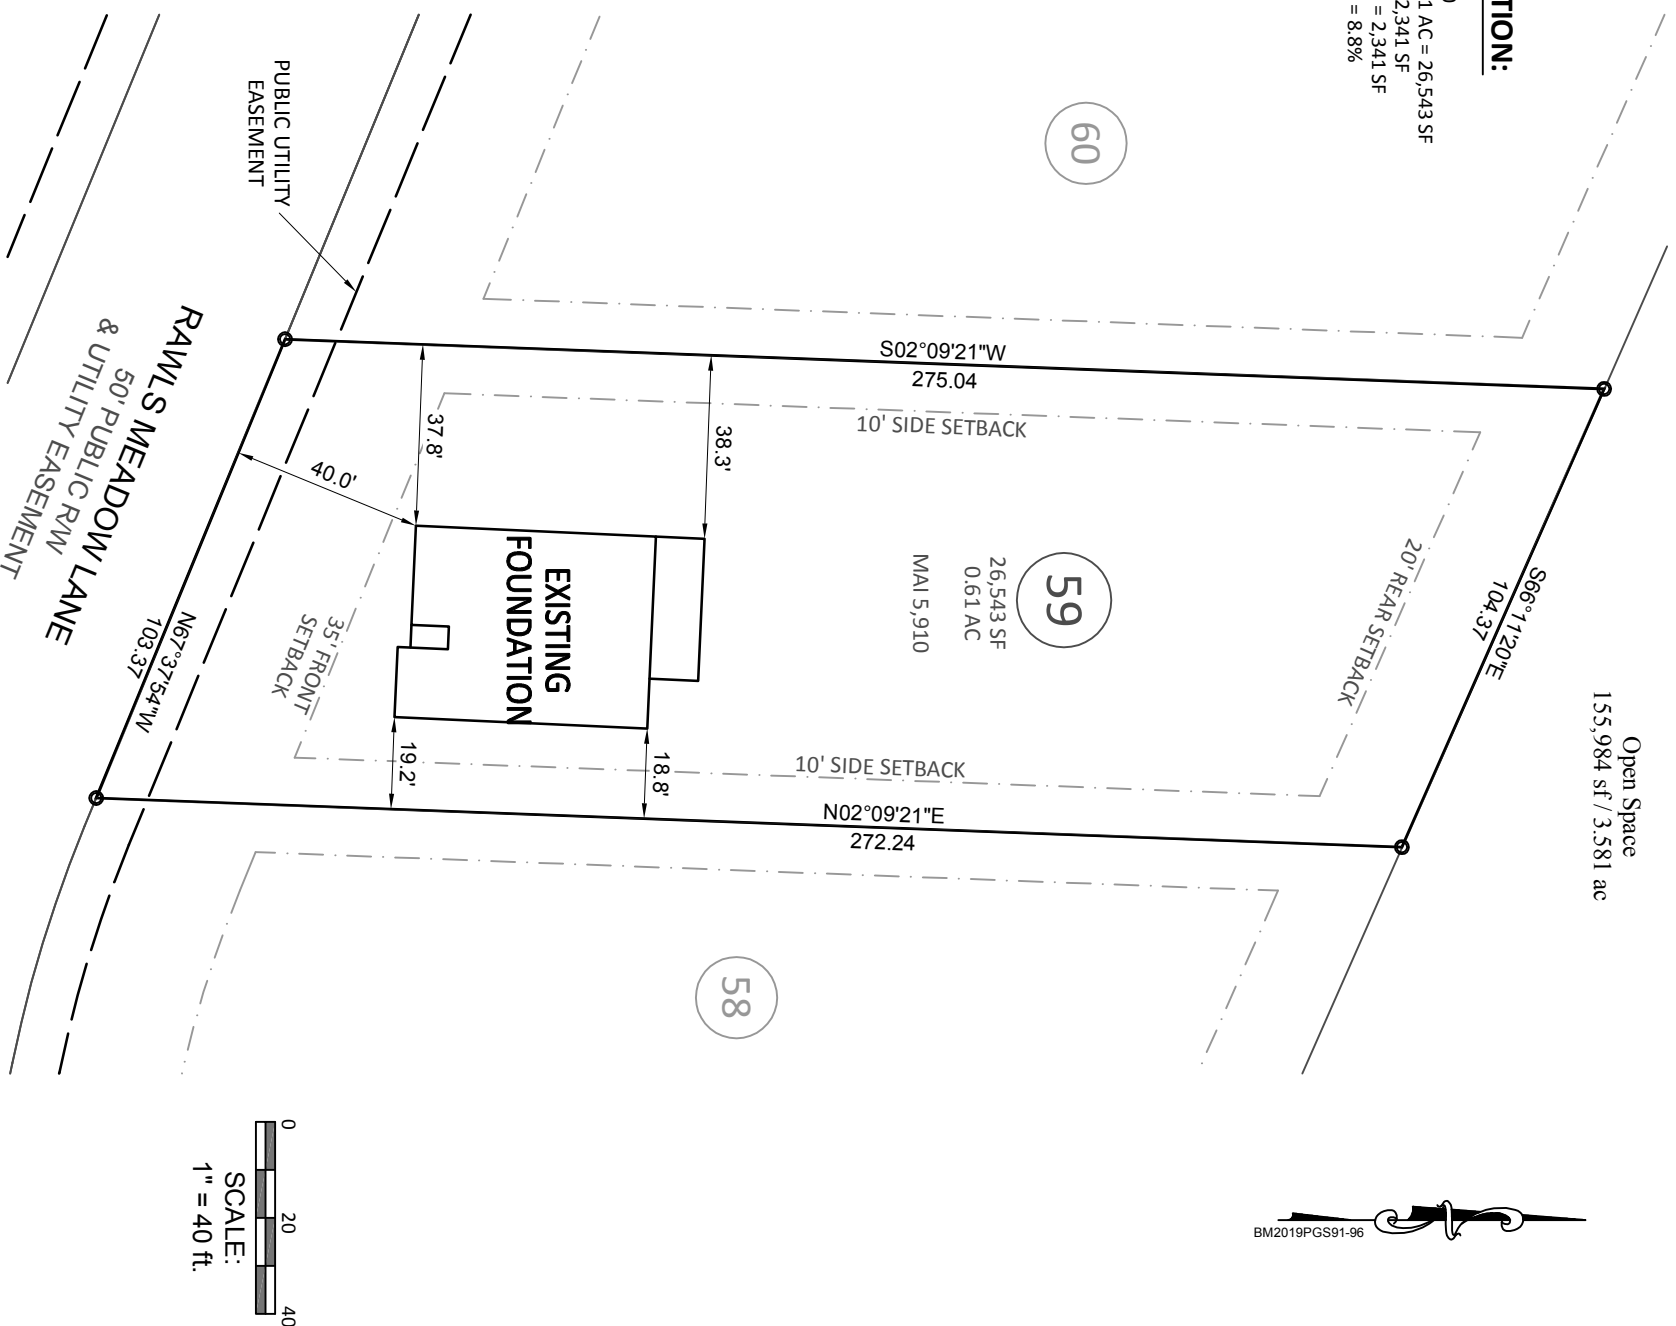 TION:
)
1 AC = 26,543 SF
2,341 SF
= 2,341 SF
= 8.8%
60
PUBLIC UTILITY
EASEMENT
S02°09'21"W
275.04
10' SIDE SETBACK
37.8'
38.3'
40.0'
EXISTING
FOUNDATION
59
26,543 SF
0.61 AC
MAI 5,910
20' REAR SETBACK
S66°11'20"E
104.37
Open Space
155,984 sf / 3.581 ac
35' FRONT
SETBACK
19.2'
18.8'
10' SIDE SETBACK
N02°09'21"E
272.24
N67°37'54"W
103.37
RAWLS MEADOW LANE
50' PUBLIC R/W
& UTILITY EASEMENT
58
BM2019PGS91-96
0 20 40
SCALE:
1" = 40 ft.